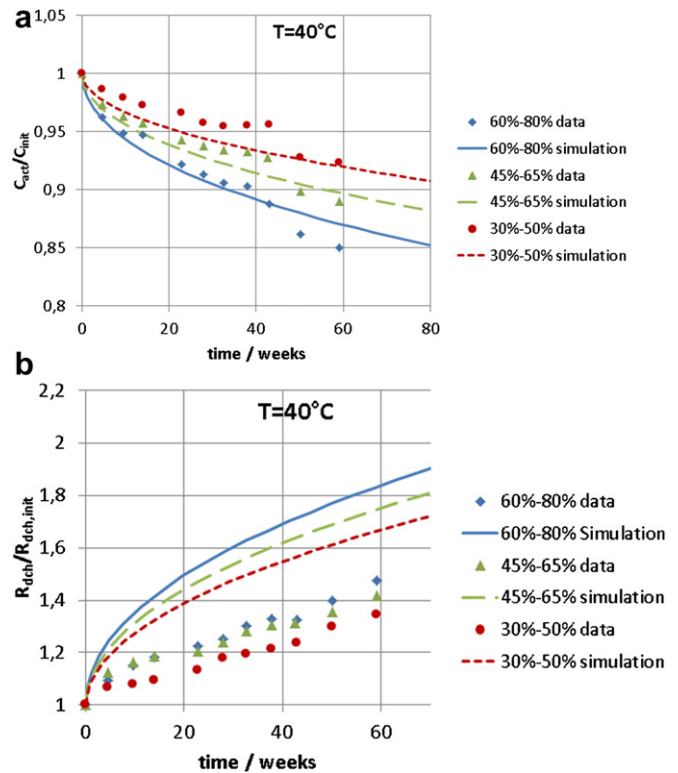 a
T=40°C
1,05
1
0,95
0,9
0,85
0,8
C_act/C_init
0
20
40
60
80
time / weeks
60%-80% data
60%-80% simulation
45%-65% data
45%-65% simulation
30%-50% data
30%-50% simulation
b
T=40°C
2,2
2
1,8
1,6
1,4
1,2
1
R_dch/R_dch,init
0
20
40
60
time / weeks
60%-80% data
60%-80% Simulation
45%-65% data
45%-65% simulation
30%-50% data
30%-50% simulation